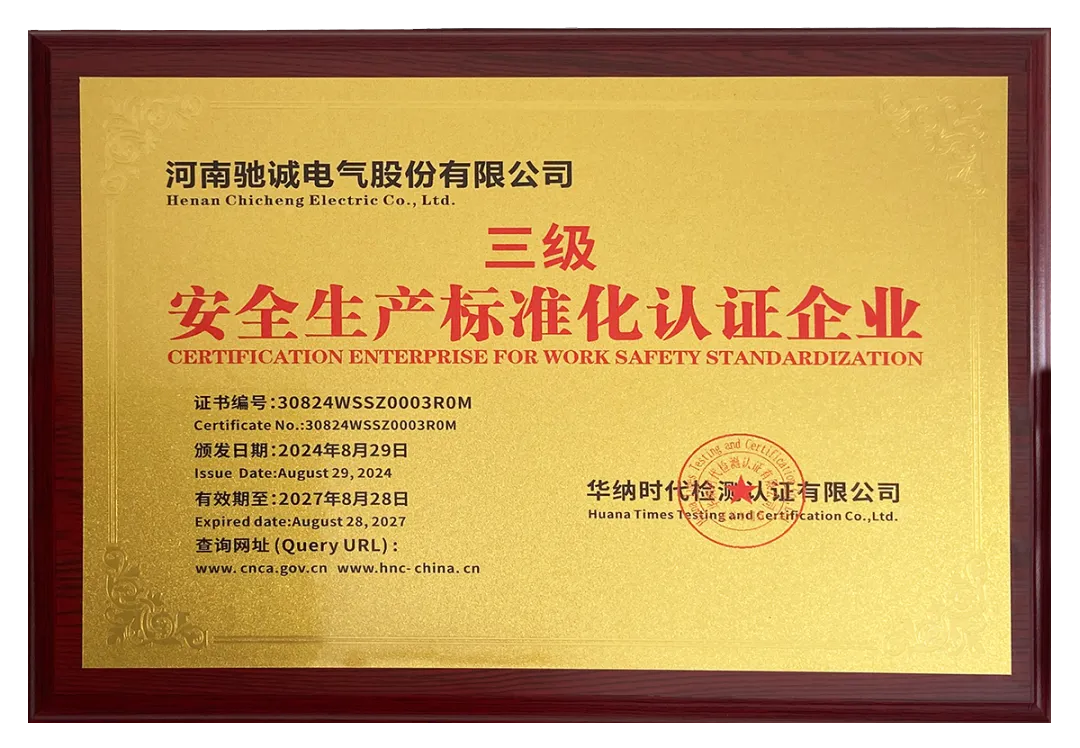 河南驰诚电气股份有限公司
Henan Chicheng Electric Co., Ltd.
三级
安全生产标准化认证企业
CERTIFICATION ENTERPRISE FOR WORK SAFETY STANDARDIZATION
证书编号:30824WSSZ0003R0M
Certificate No.:30824WSSZ0003R0M
颁发日期:2024年8月29日
Issue Date:August 29, 2024
有效期至:2027年8月28日
Expired date:August 28, 2027
查询网址 (Query URL) :
www.cnca.gov.cn www.hnc-china.cn
华纳时代检测认证有限公司
Huana Times Testing and Certification Co.,Ltd.
Testing and Certification